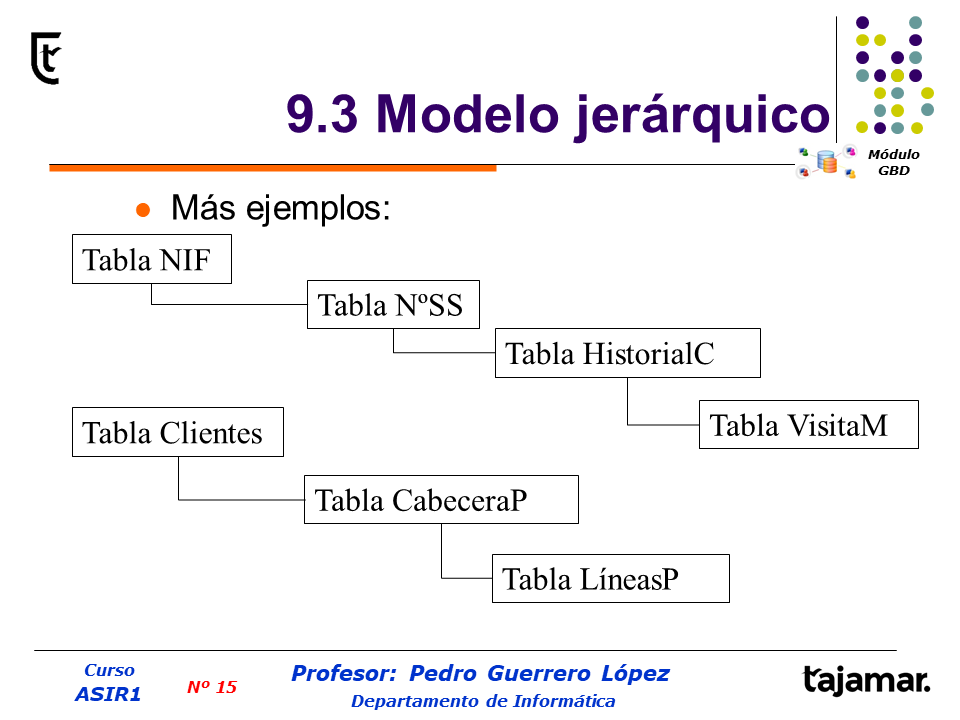 9.3 Modelo jerárquico
Módulo
GBD
Más ejemplos:
Tabla NIF
Tabla NºSS
Tabla HistorialC
Tabla VisitaM
Tabla Clientes
Tabla CabeceraP
Tabla LíneasP
Curso
ASIR1
Nº 15
Profesor: Pedro Guerrero López
Departamento de Informática
tajamar.